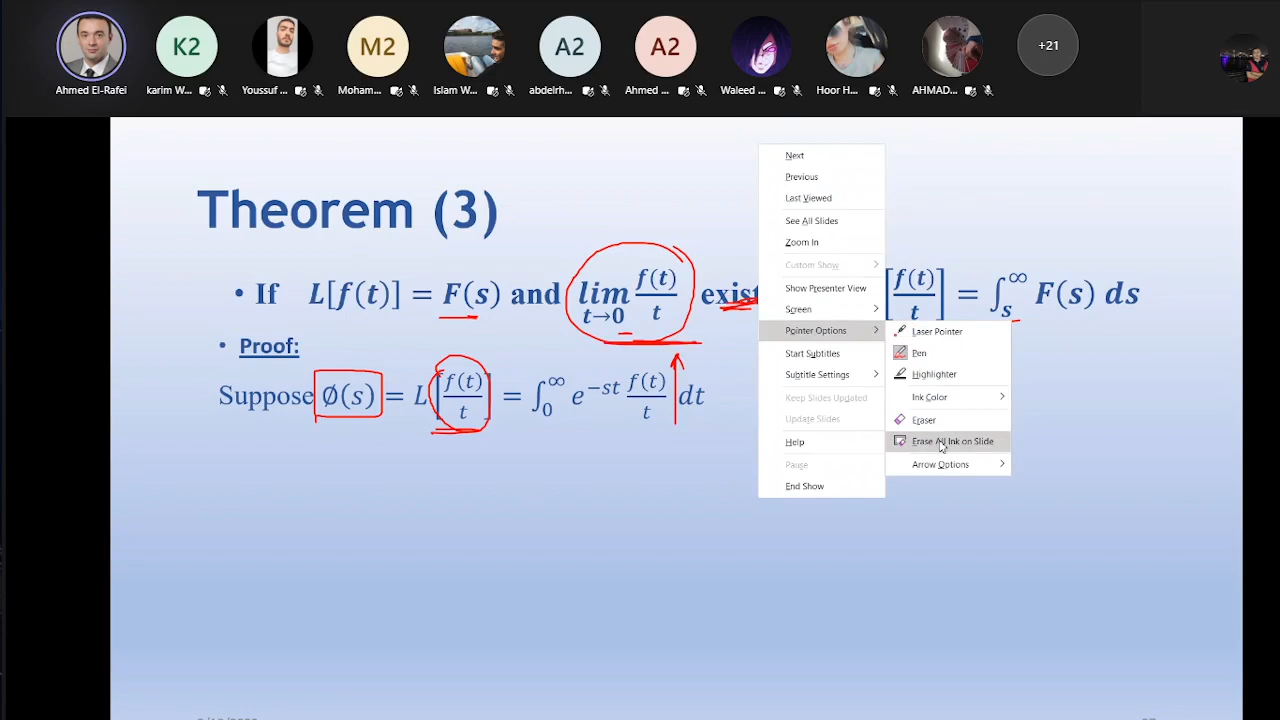 K2
M2
A2
A2
+21
Ahmed El-Rafei
karim W...
Youssuf ...
Moham...
Islam W...
abdelrh...
Ahmed ...
Waleed ...
Hoor H...
AHMAD...
Theorem (3)
• If L[f(t)] = F(s) and lim t→0 f(t)/t exist [f(t)/t] = ∫_s^∞ F(s) ds
• Proof:
Suppose Ø(s) = L[f(t)/t] = ∫_0^∞ e^{-st} f(t)/t dt
Next
Previous
Last Viewed
See All Slides
Zoom In
Custom Show
Show Presenter View
Screen
Pointer Options
Start Subtitles
Subtitle Settings
Keep Slides Updated
Update Slides
Help
Pause
End Show
Laser Pointer
Pen
Highlighter
Ink Color
Eraser
Erase All Ink on Slide
Arrow Options